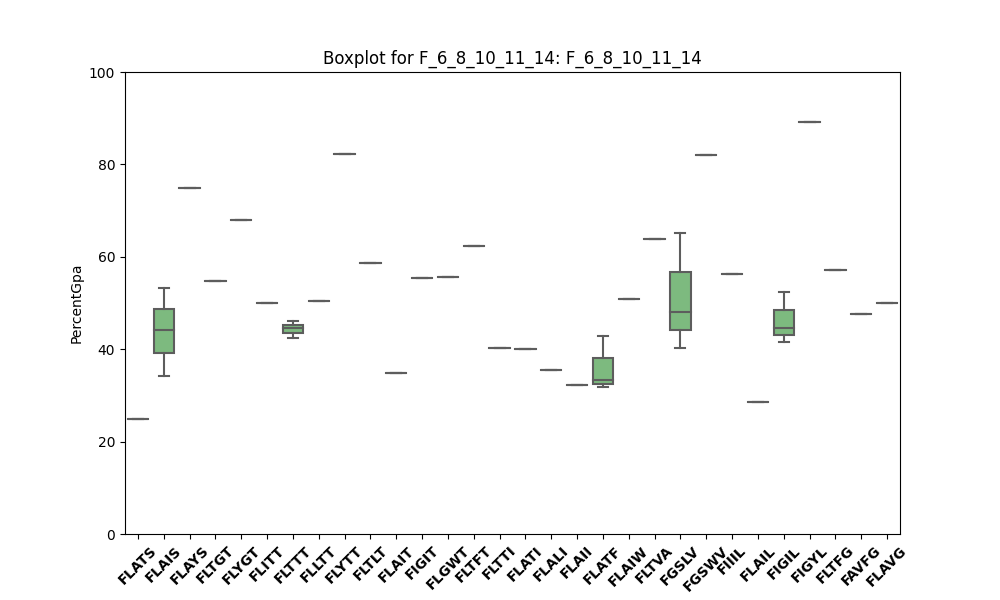 Boxplot for F_6_8_10_11_14: F_6_8_10_11_14
PercentGpa
100
80
60
40
20
0
FLATS
FLAIS
FLAYS
FLTGT
FLYGT
FLITT
FLTTT
FLLTT
FLYTT
FLTLT
FLAIT
FIGIT
FLGWT
FLTFT
FLTTI
FLATI
FLALI
FLAII
FLATF
FLAIW
FLTVA
FGSLV
FGSWV
FIIIL
FLAIL
FIGIL
FIGYL
FLTFG
FAVFG
FLAVG